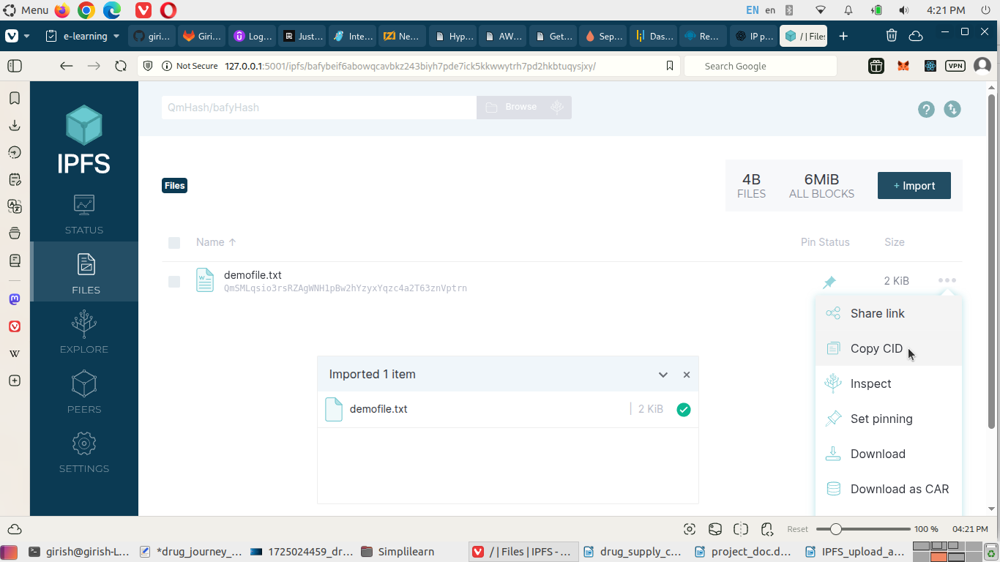 Menu
EN en 4:21 PM
e-learning giri... Giri... Log... Just... Inte... Ne... Hyp... AW... Get... Sep... Das... Re... IP p... / | Files
Not Secure 127.0.0.1:5001/ipfs/bafybeif6abowqcavbkz243biyh7pde7ick5kkwwytrh7pd2hkbtuqysjxy/ Search Google VPN
QmHash/bafyHash Browse
IPFS
STATUS
FILES
EXPLORE
PEERS
SETTINGS
Files
4B 6MiB
FILES ALL BLOCKS
+ Import
Name ↑ Pin Status Size
demofile.txt 2 KiB
QmSMLqsio3rsRZAgWNH1pBw2hYzyxYqzc4a2T63znVptrn
Share link
Copy CID
Inspect
Set pinning
Download
Download as CAR
Imported 1 item
demofile.txt 2 KiB
Reset 100 % 04:21 PM
girish@girish-L... *drug_journey_... 1725024459_dr... Simplilearn / | Files | IPFS - ... drug_supply_c... project_doc.d... IPFS_upload_a...